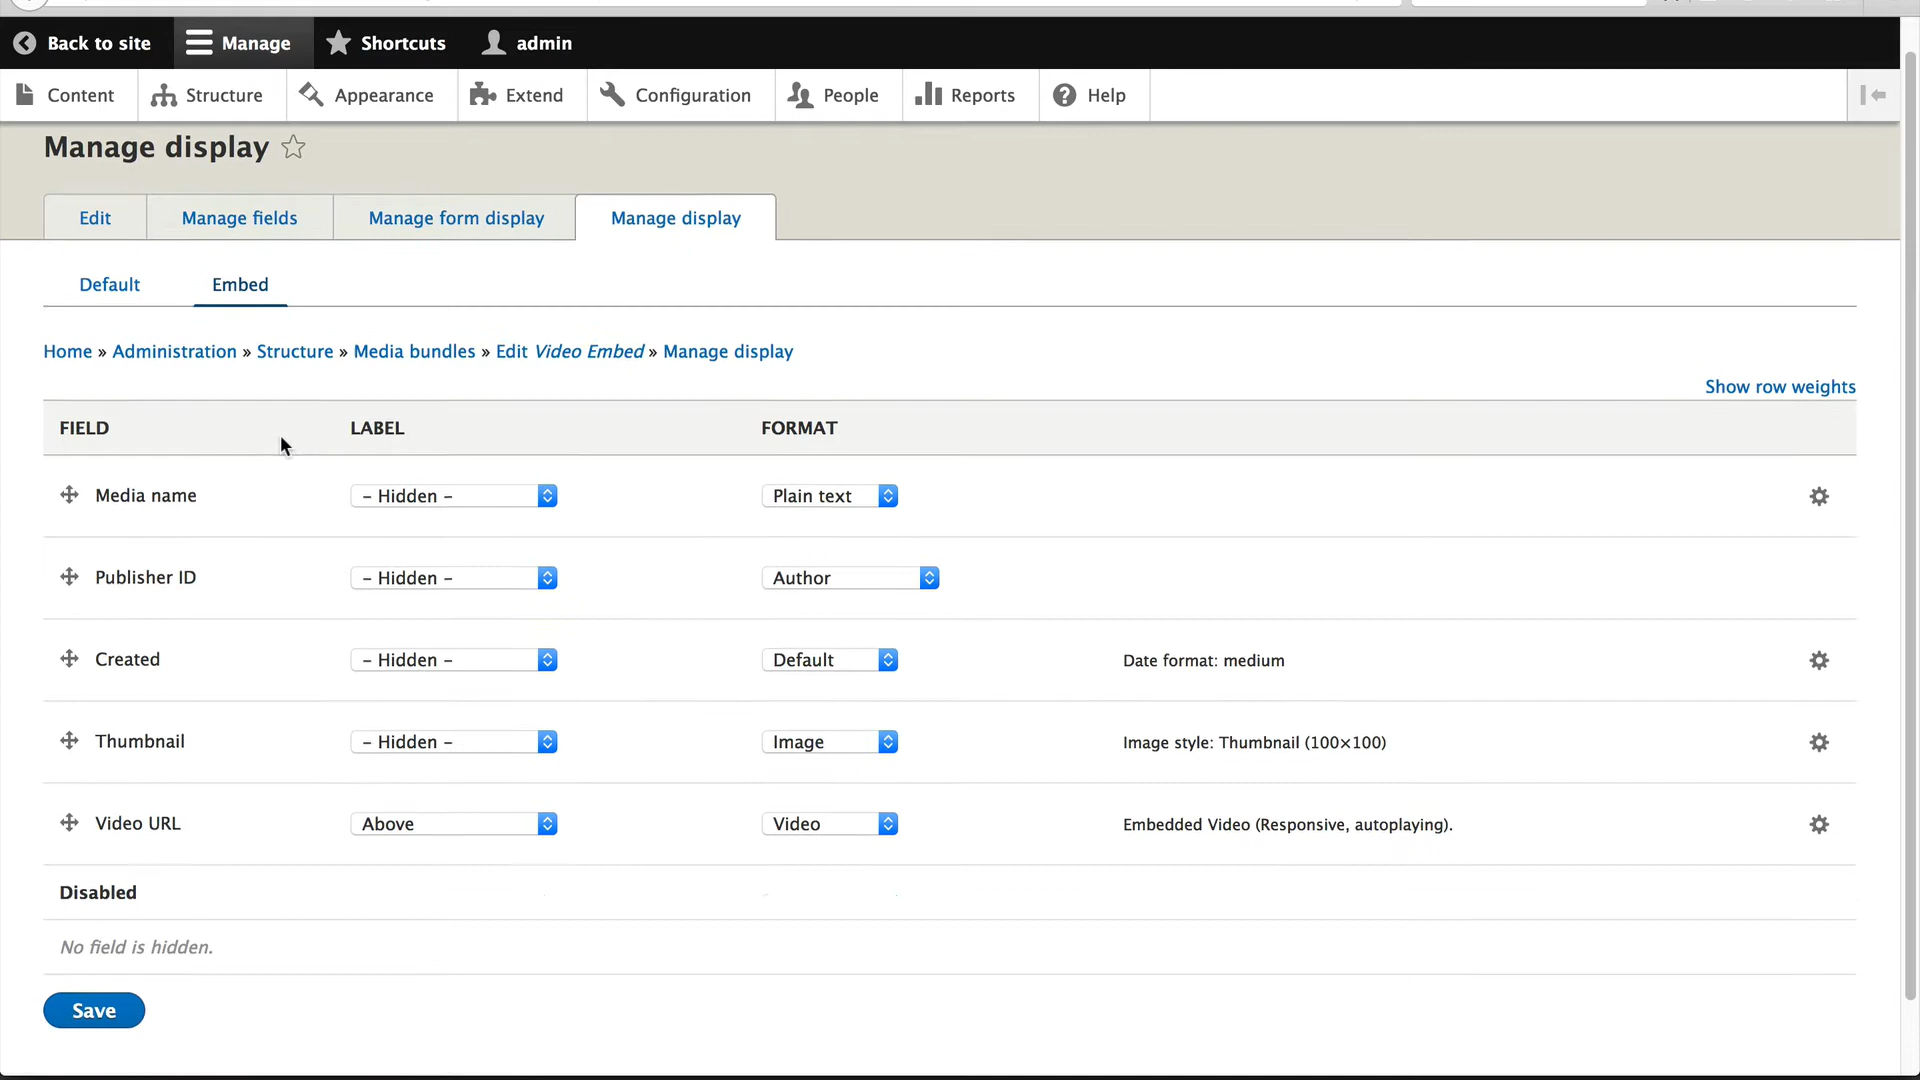 Back to site Manage Shortcuts admin
Content Structure Appearance Extend Configuration People Reports Help
Manage display
Edit Manage fields Manage form display Manage display
Default Embed
Home » Administration » Structure » Media bundles » Edit Video Embed » Manage display
Show row weights
FIELD LABEL FORMAT
Media name – Hidden – Plain text
Publisher ID – Hidden – Author
Created – Hidden – Default Date format: medium
Thumbnail – Hidden – Image Image style: Thumbnail (100×100)
Video URL Above Video Embedded Video (Responsive, autoplaying).
Disabled
No field is hidden.
Save